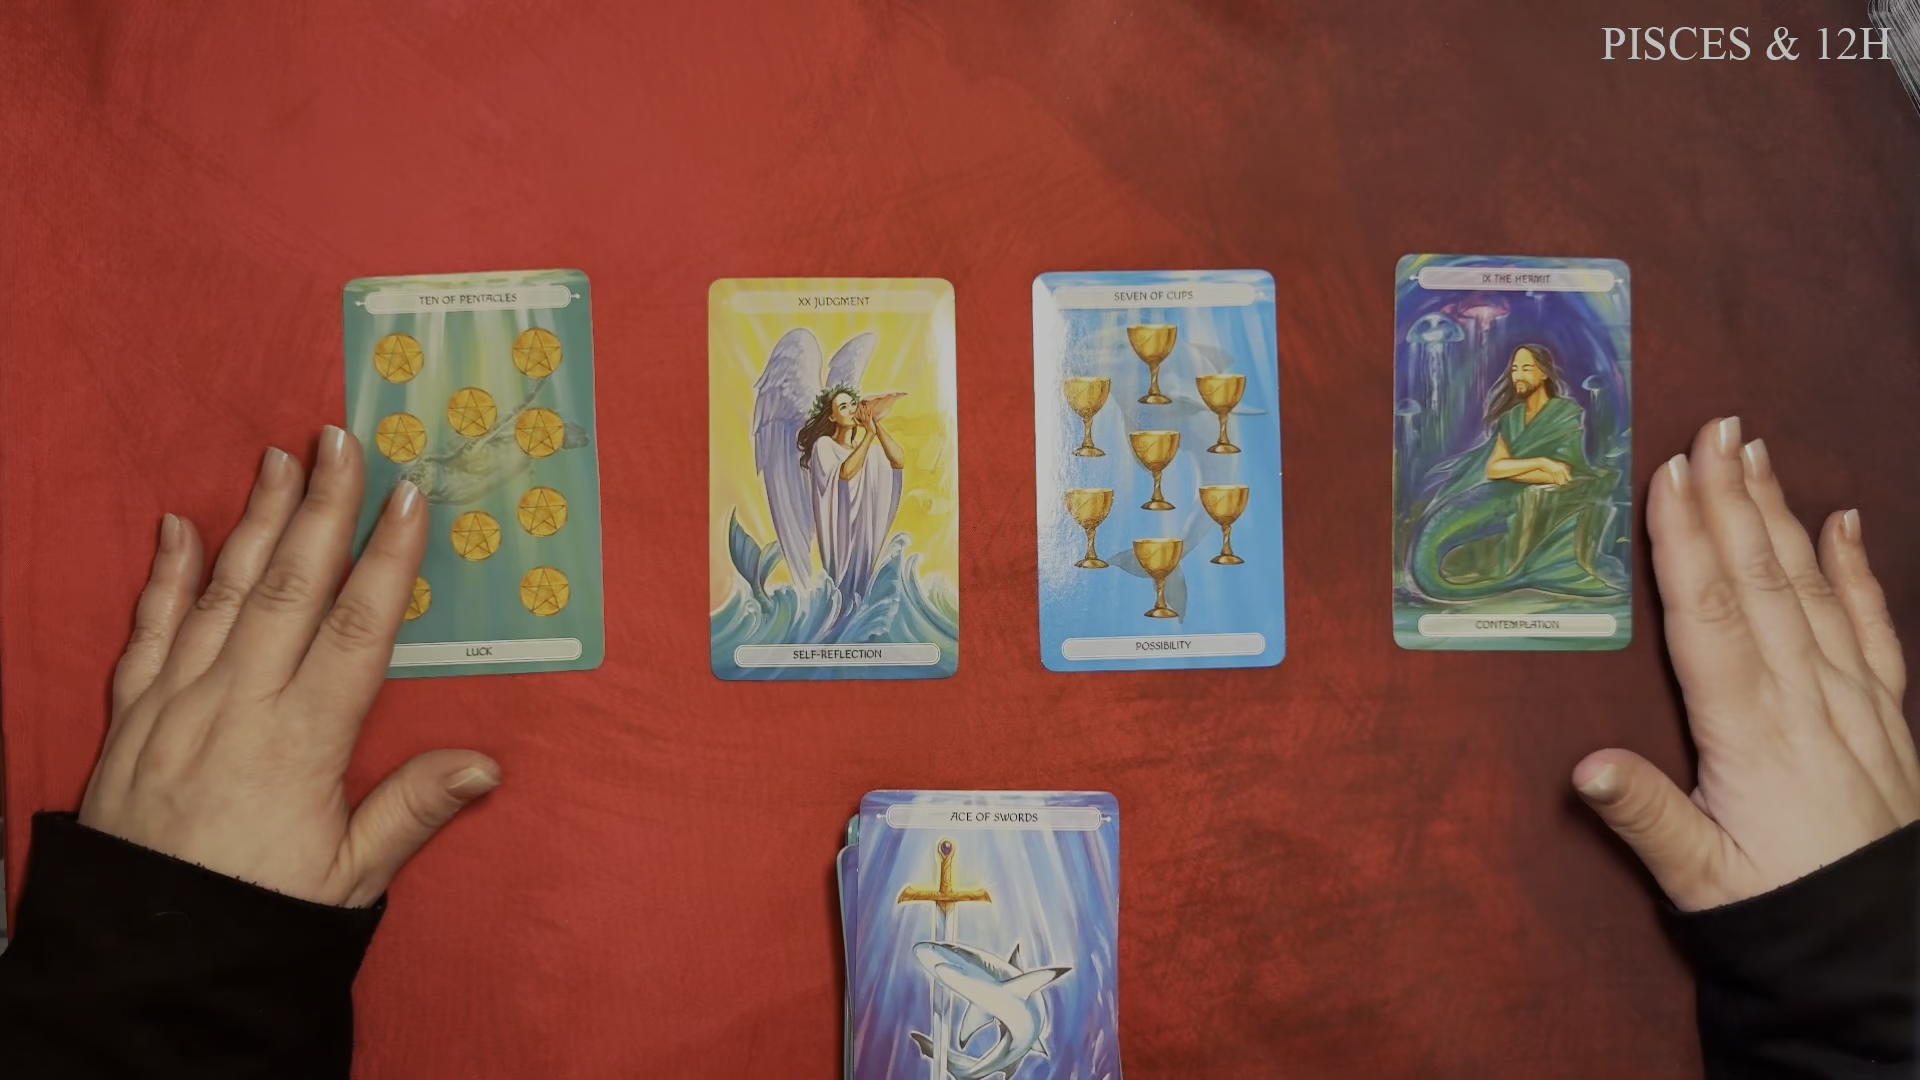 PISCES & 12H
TEN OF PENTACLES
XX JUDGMENT
SEVEN OF CUPS
IX THE HERMIT
LUCK
SELF-REFLECTION
POSSIBILITY
CONTEMPLATION
ACE OF SWORDS